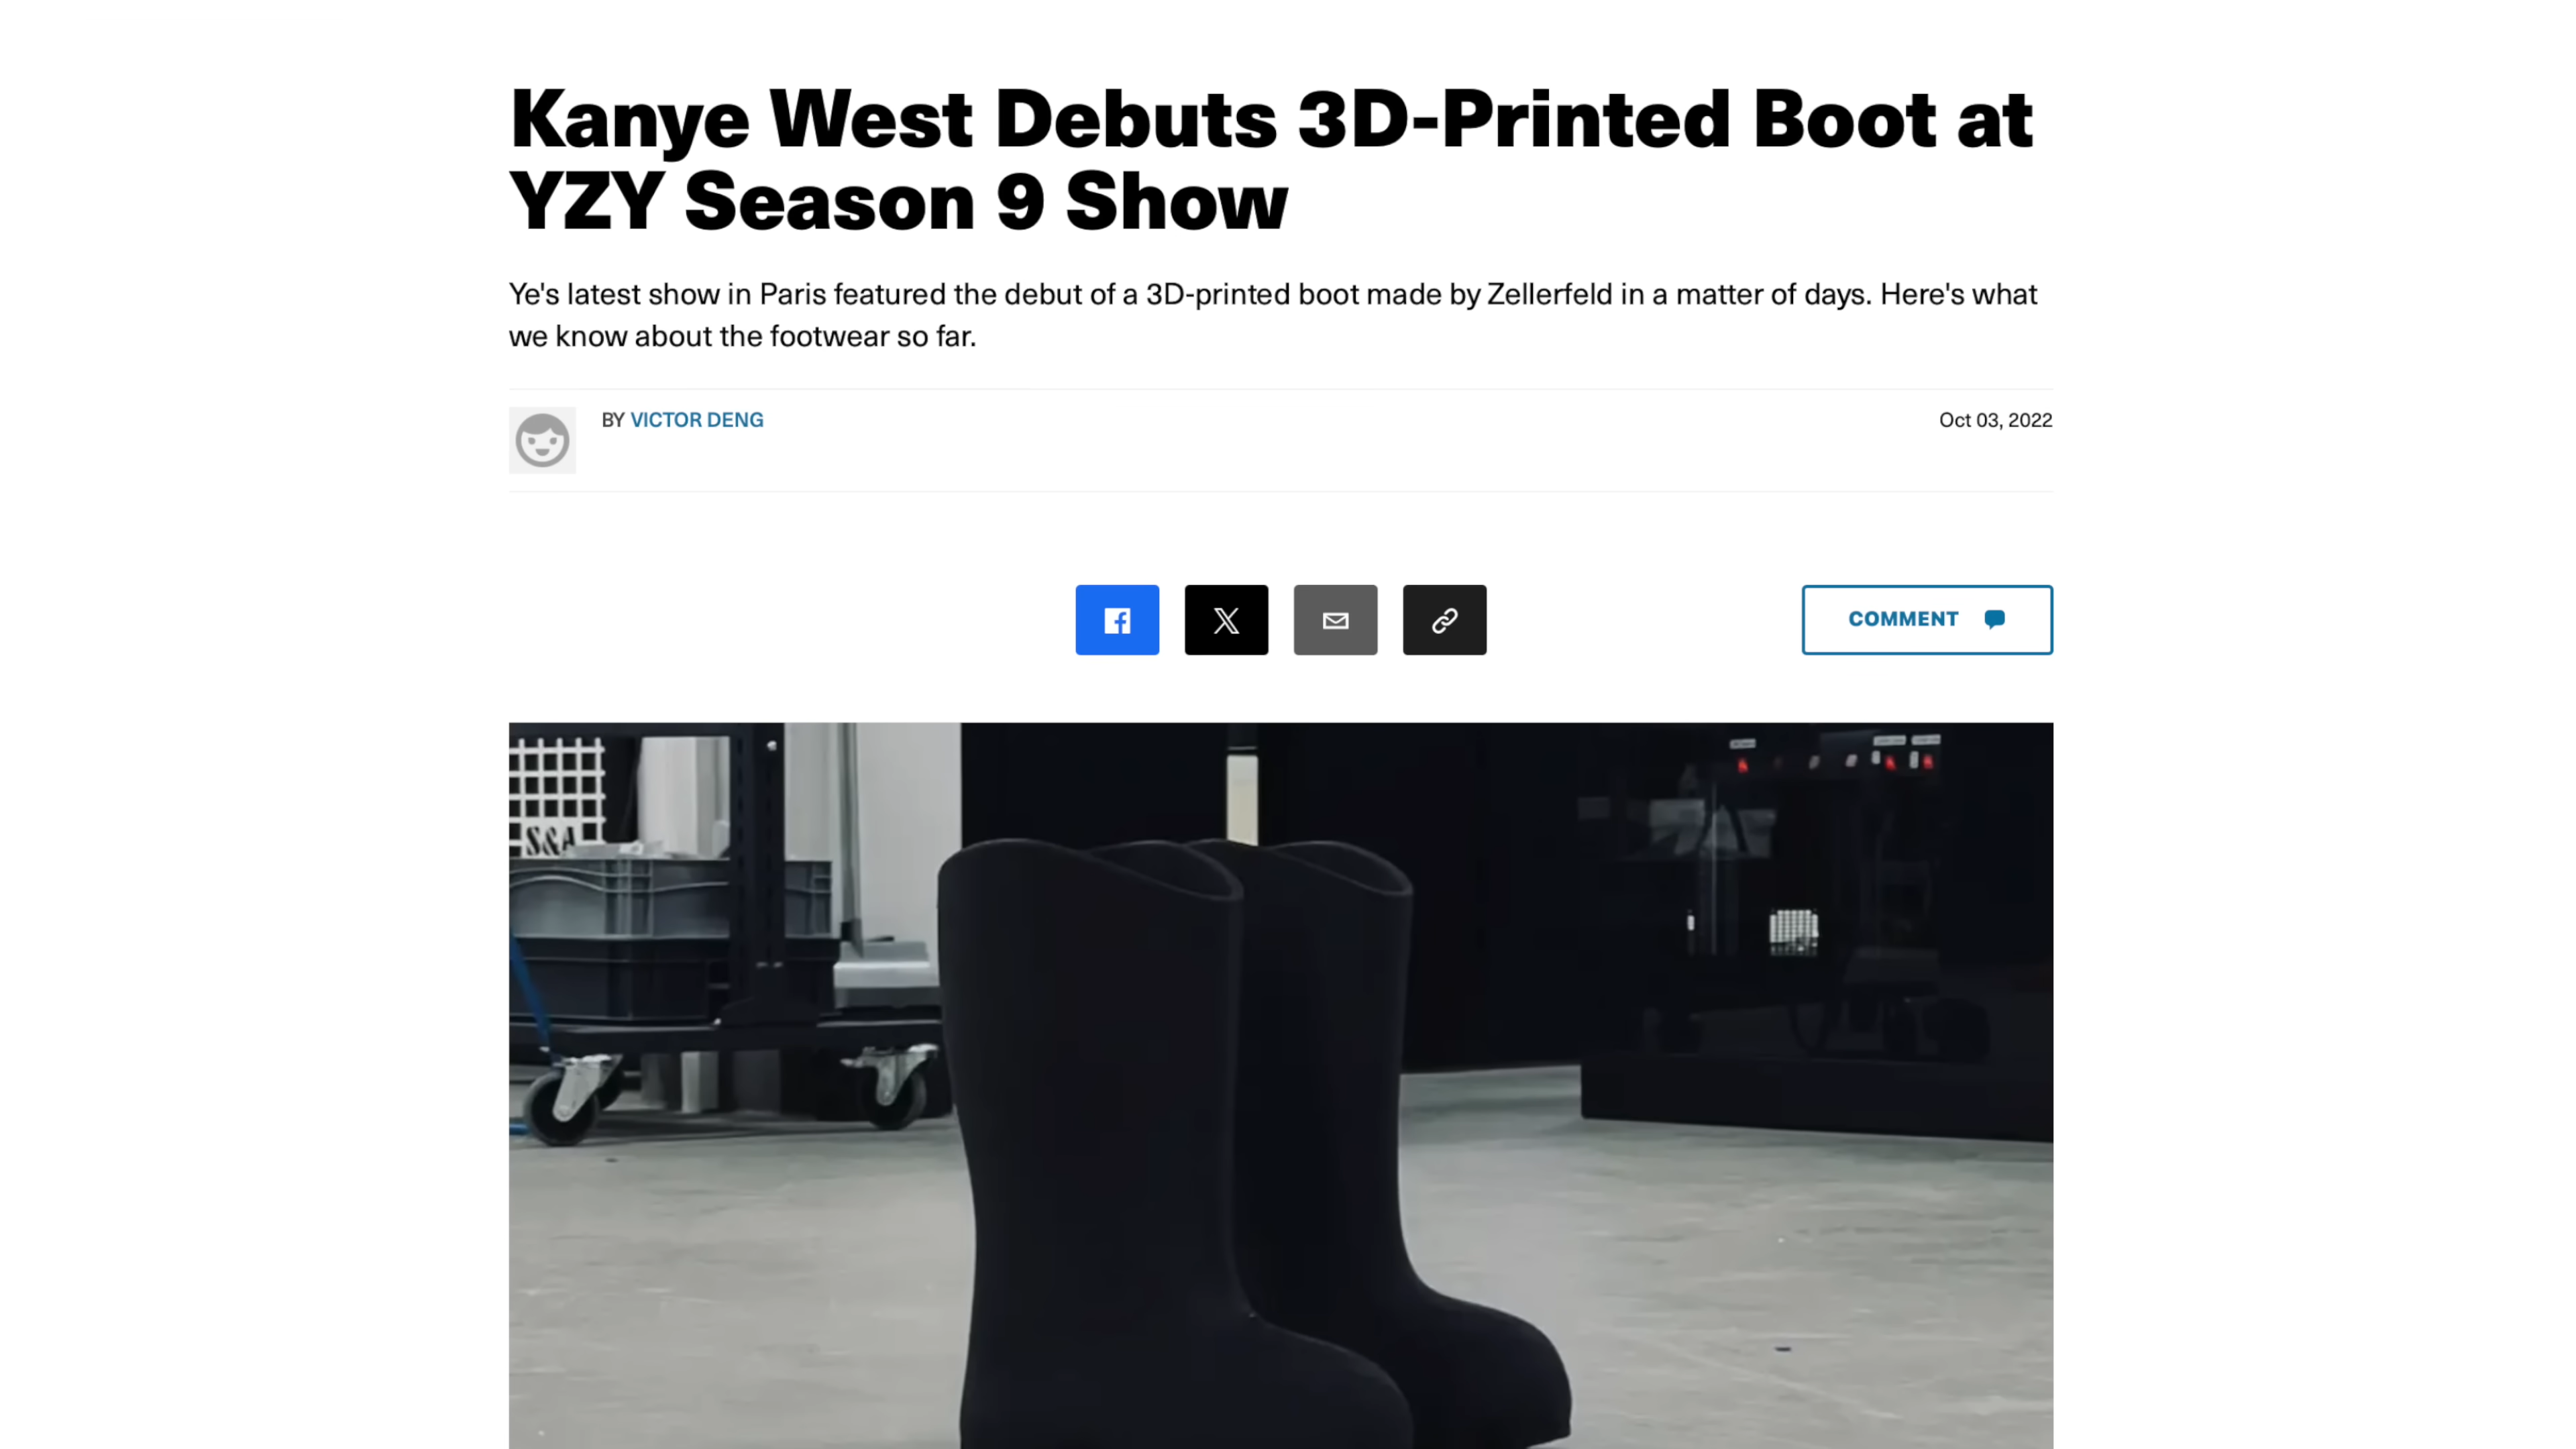 Kanye West Debuts 3D-Printed Boot at
YZY Season 9 Show
Ye's latest show in Paris featured the debut of a 3D-printed boot made by Zellerfeld in a matter of days. Here's what
we know about the footwear so far.
BY VICTOR DENG
Oct 03, 2022
COMMENT
S&A